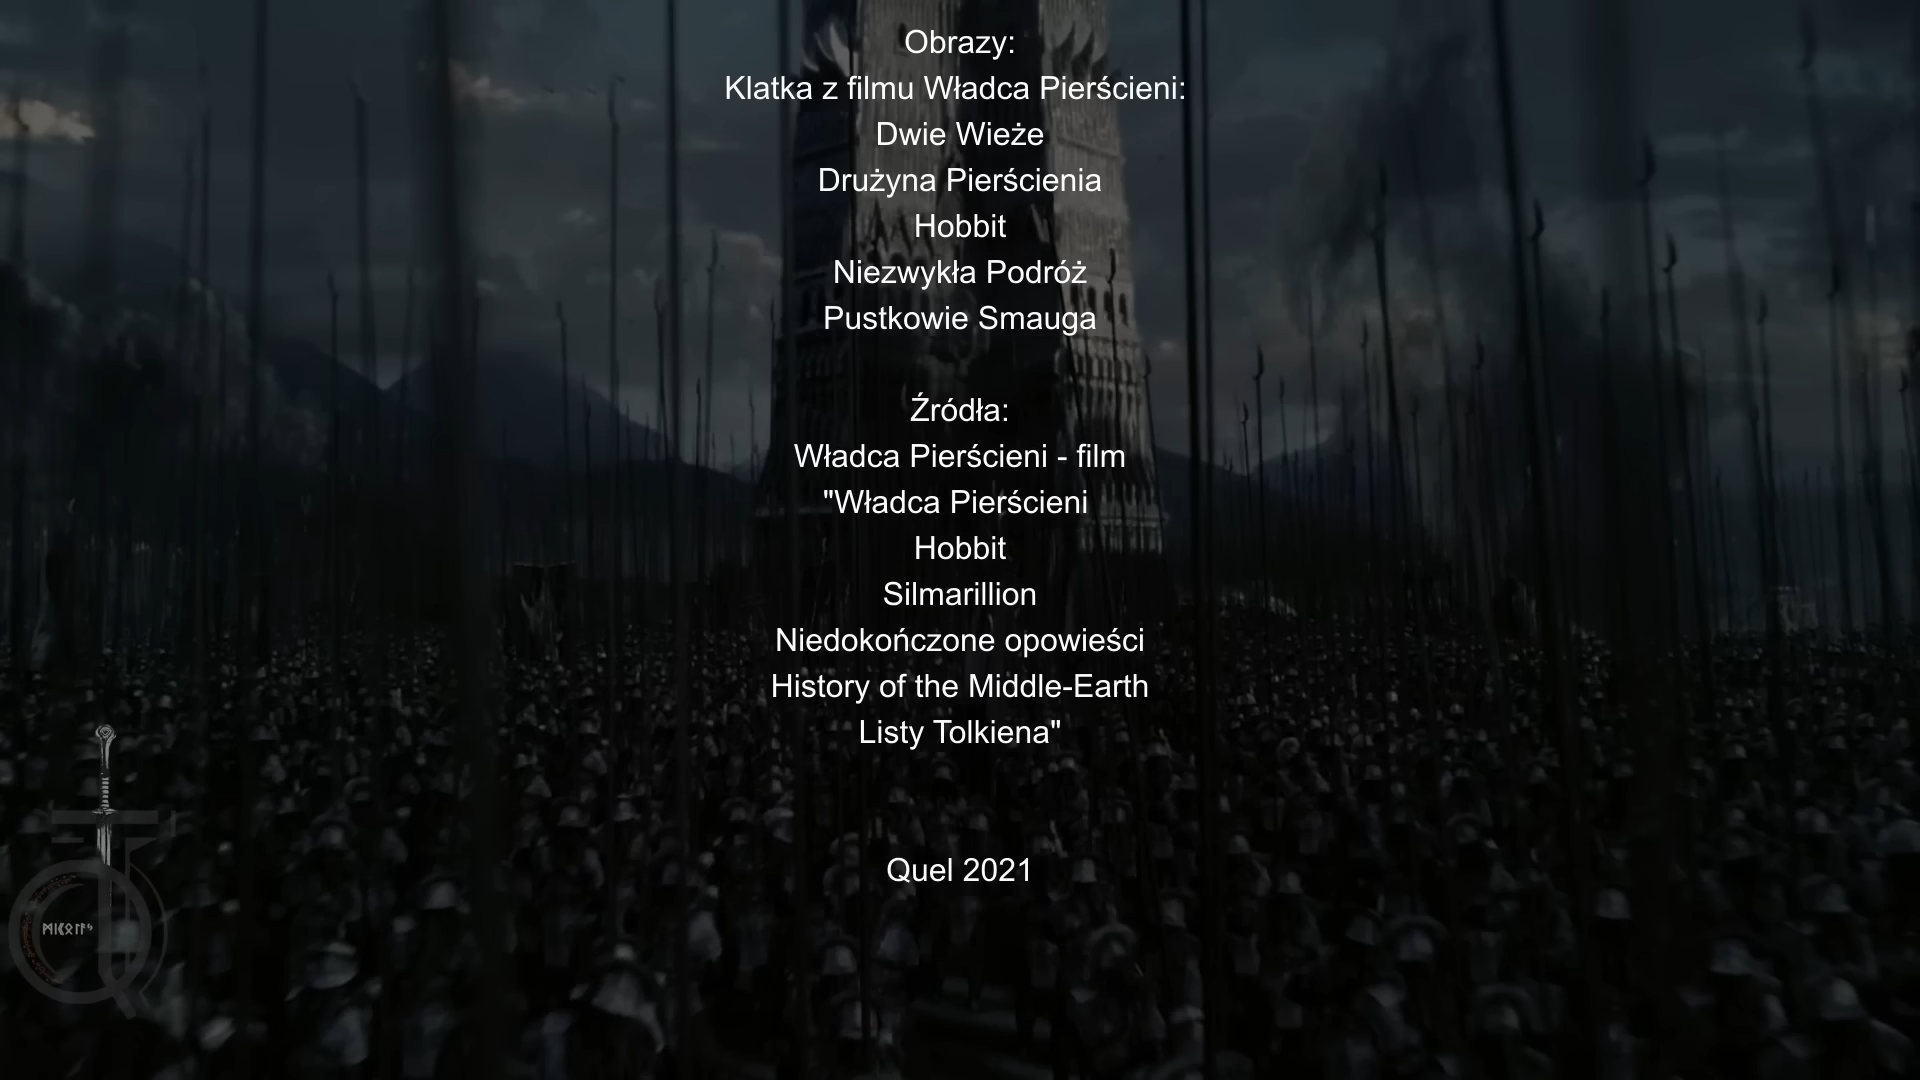 Obrazy:
Klatka z filmu Władca Pierścieni:
Dwie Wieże
Drużyna Pierścienia
Hobbit
Niezwykła Podróż
Pustkowie Smauga
Źródła:
Władca Pierścieni - film
"Władca Pierścieni
Hobbit
Silmarillion
Niedokończone opowieści
History of the Middle-Earth
Listy Tolkiena"
Quel 2021